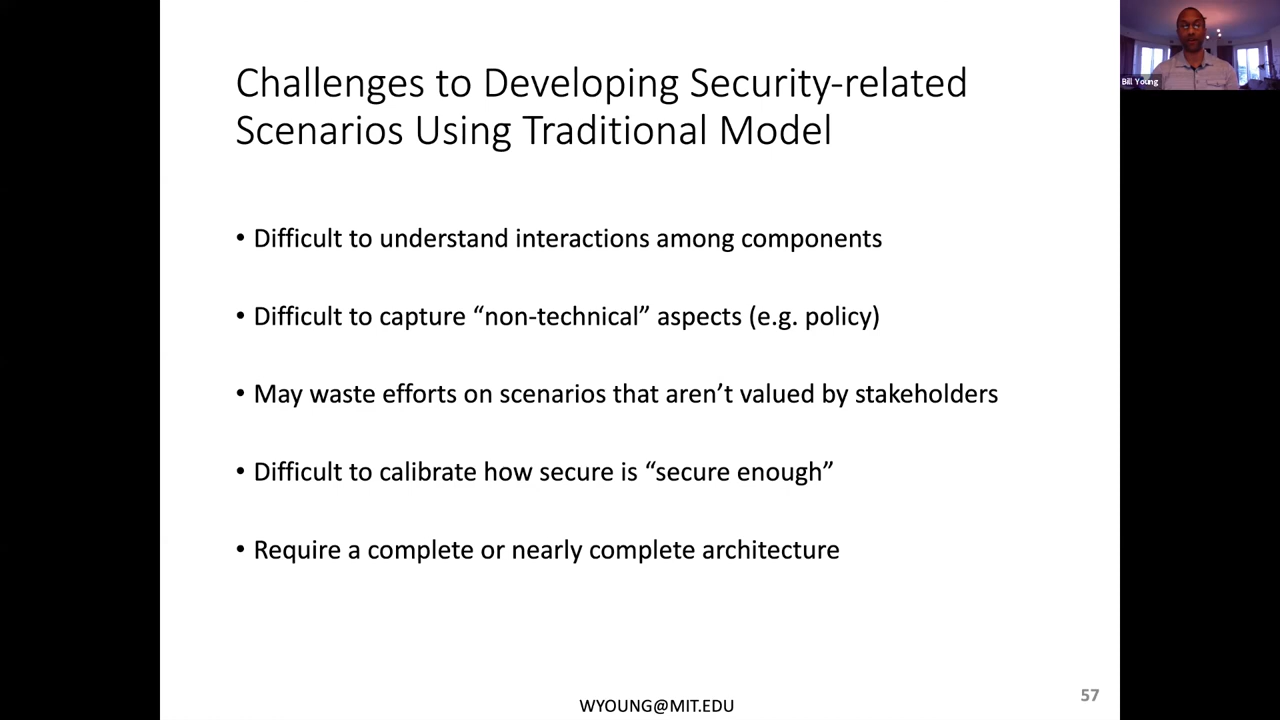 Challenges to Developing Security-related
Scenarios Using Traditional Model
• Difficult to understand interactions among components
• Difficult to capture “non-technical” aspects (e.g. policy)
• May waste efforts on scenarios that aren’t valued by stakeholders
• Difficult to calibrate how secure is “secure enough”
• Require a complete or nearly complete architecture
WYOUNG@MIT.EDU
57
Bill Young